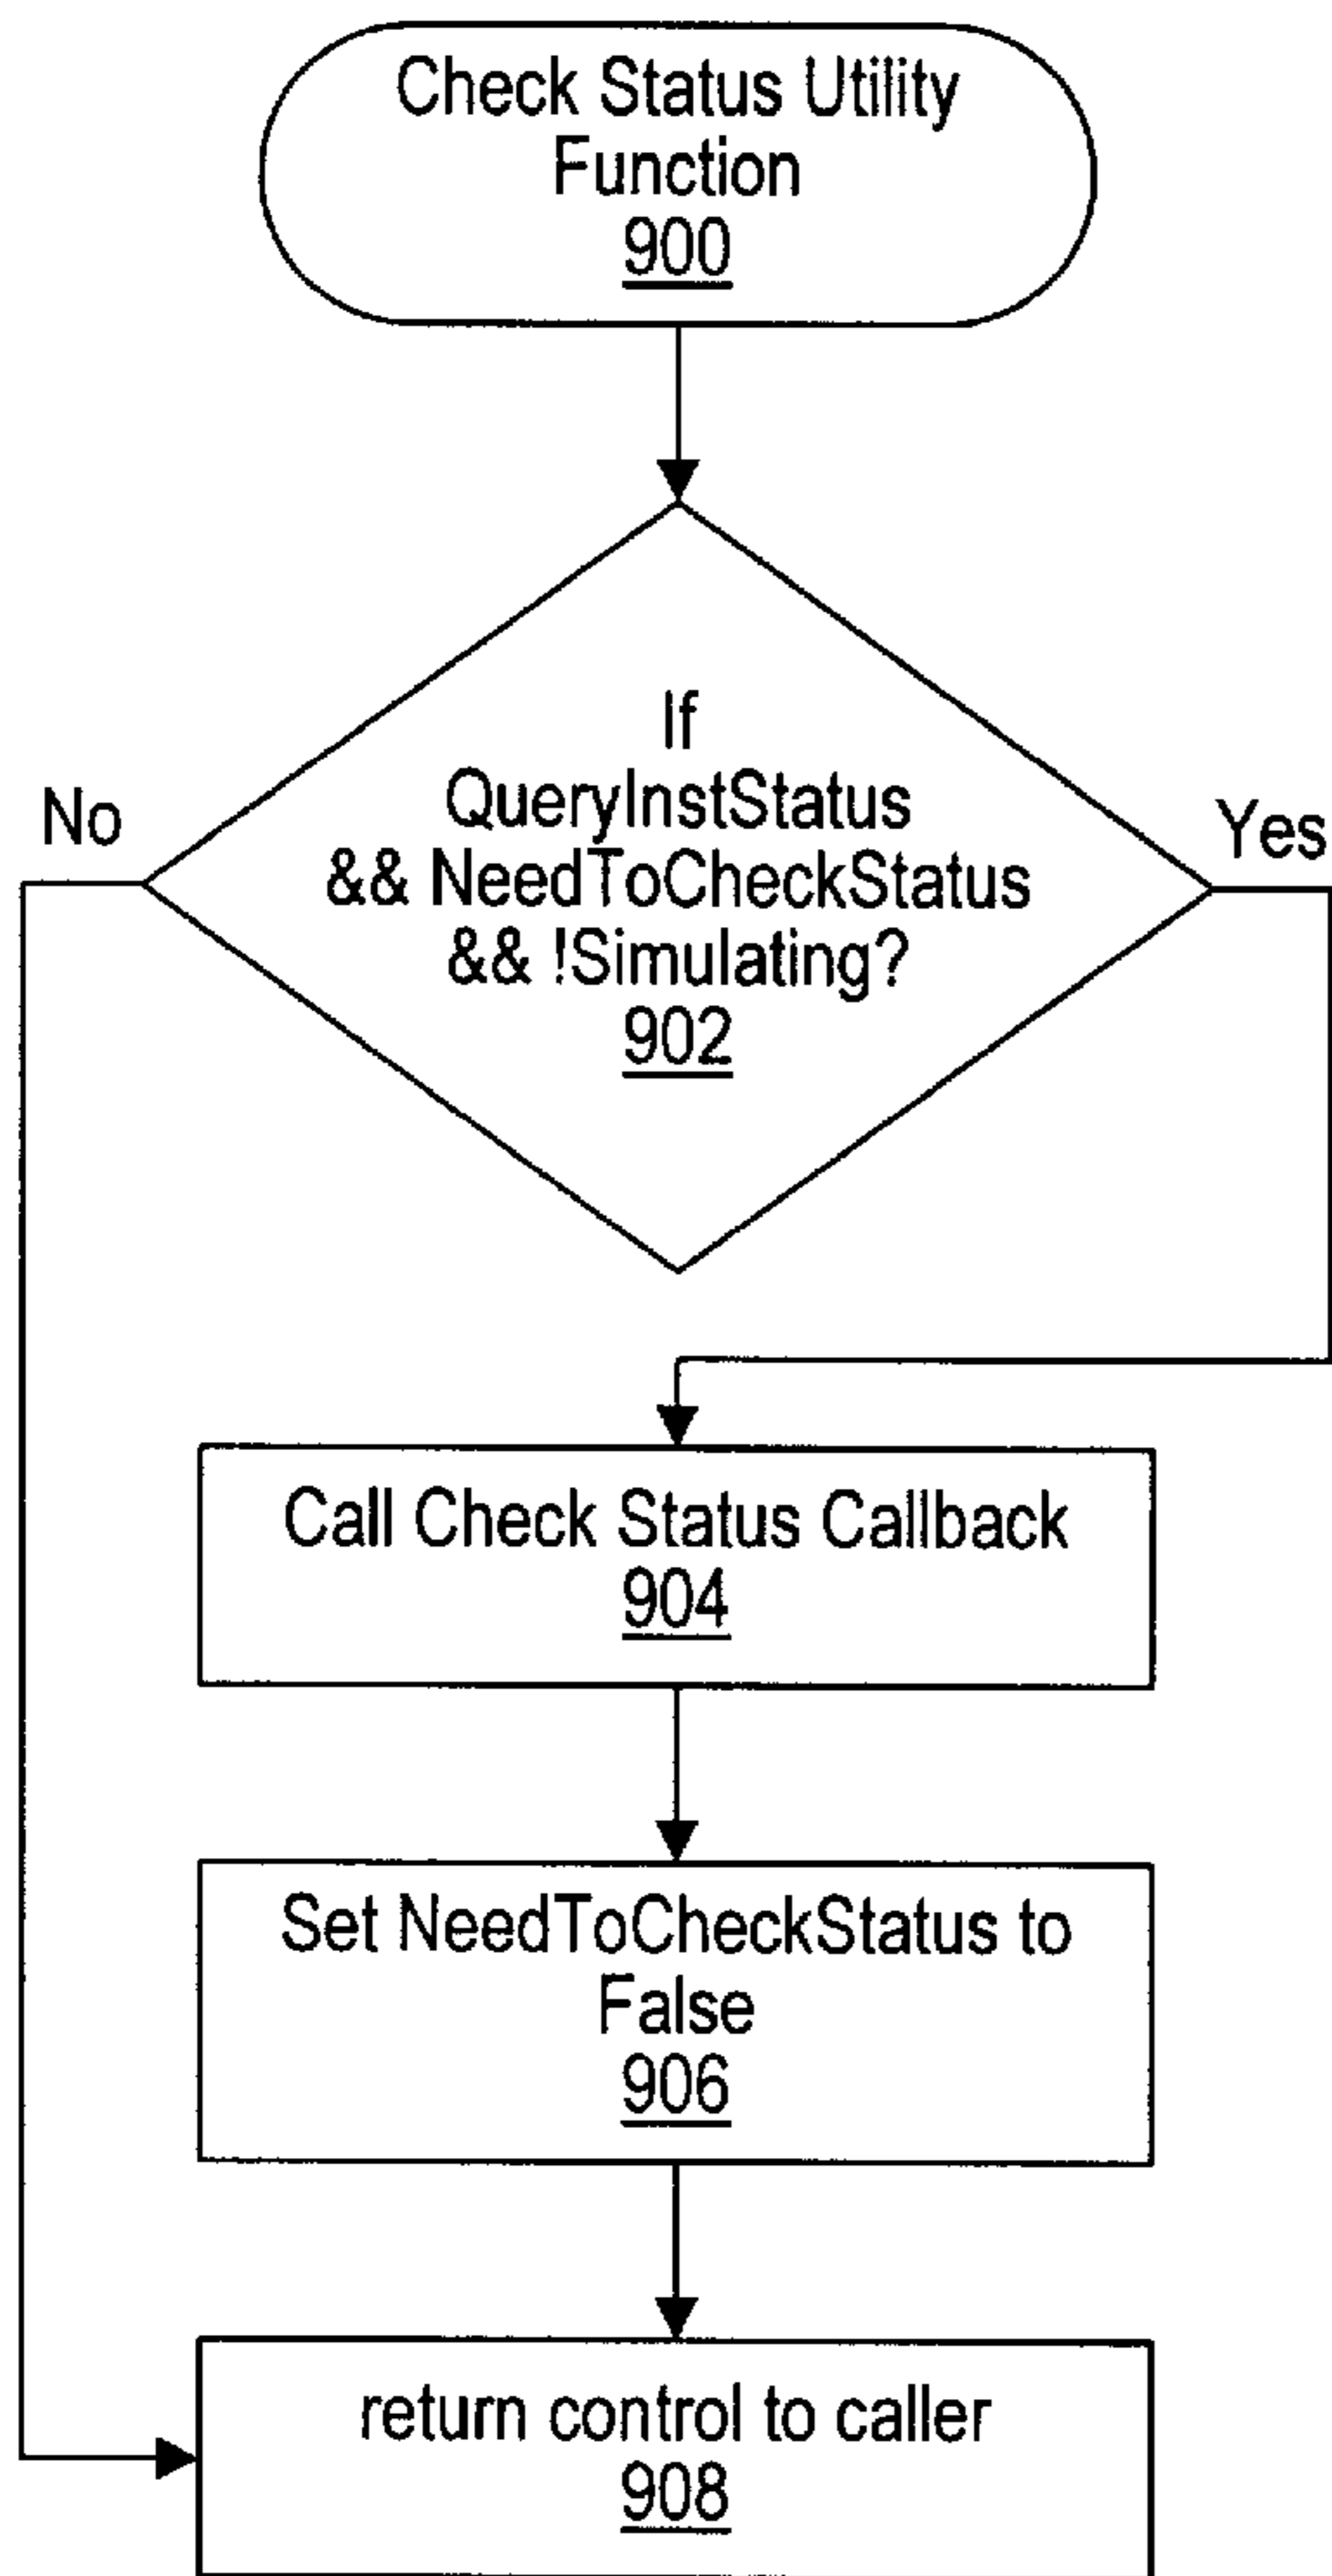 Check Status Utility
Function
900
If
QueryInstStatus
&& NeedToCheckStatus
&& !Simulating?
902
No
Yes
Call Check Status Callback
904
Set NeedToCheckStatus to
False
906
return control to caller
908